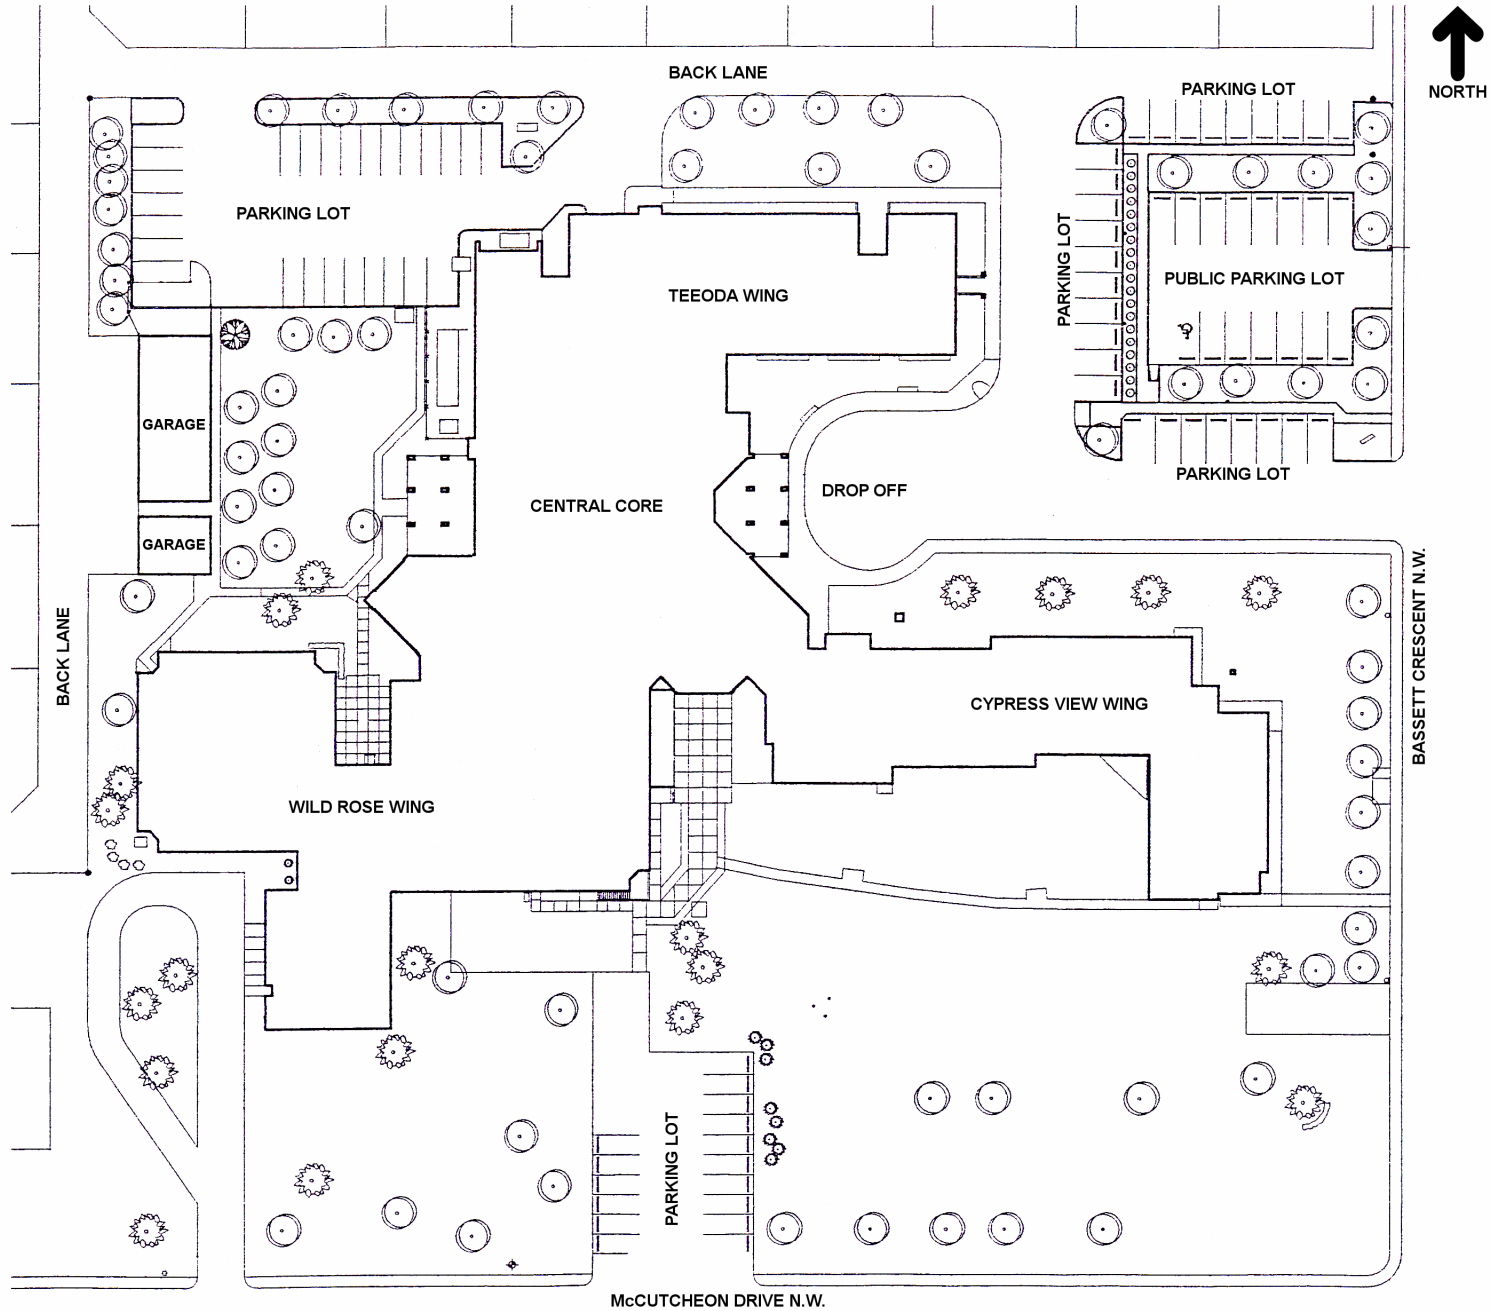 BACK LANE
PARKING LOT
NORTH
PARKING LOT
PARKING LOT
PUBLIC PARKING LOT
TEEODA WING
GARAGE
PARKING LOT
DROP OFF
CENTRAL CORE
GARAGE
BACK LANE
BASSETT CRESCENT N.W.
CYPRESS VIEW WING
WILD ROSE WING
PARKING LOT
McCUTCHEON DRIVE N.W.